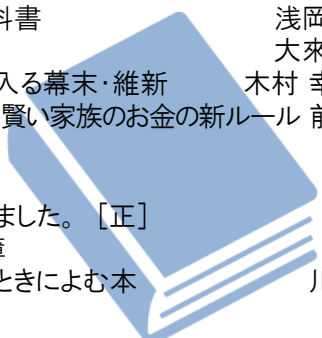 科書 浅岡
大來
入る幕末・維新 木村 幸
賢い家族のお金の新ルール 前
ました。［正］
ときによむ本 川